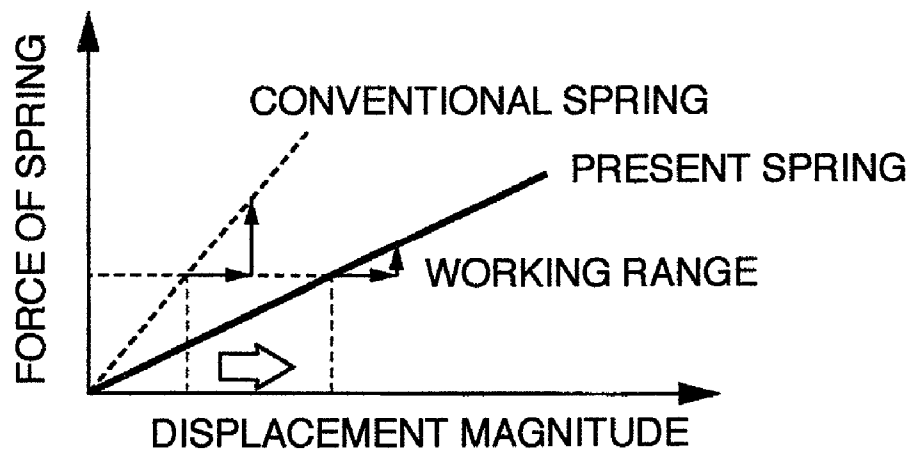 FORCE OF SPRING
CONVENTIONAL SPRING
PRESENT SPRING
WORKING RANGE
DISPLACEMENT MAGNITUDE